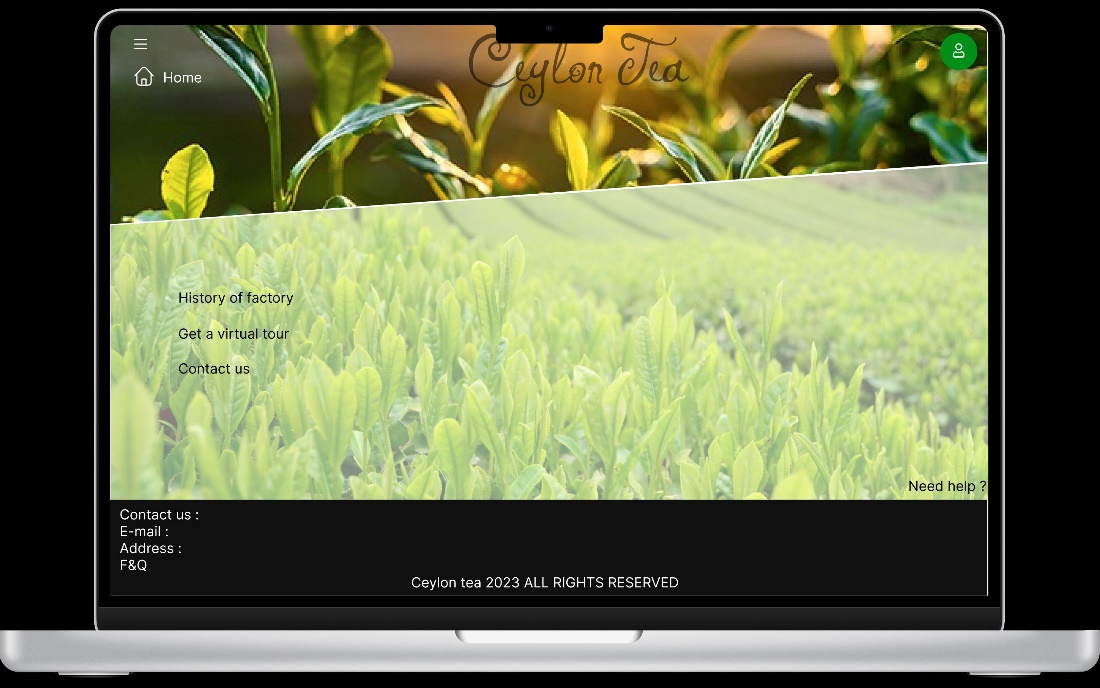 Ceylon Tea
Home
History of factory
Get a virtual tour
Contact us
Need help ?
Contact us :
E-mail :
Address :
F&Q
Ceylon tea 2023 ALL RIGHTS RESERVED